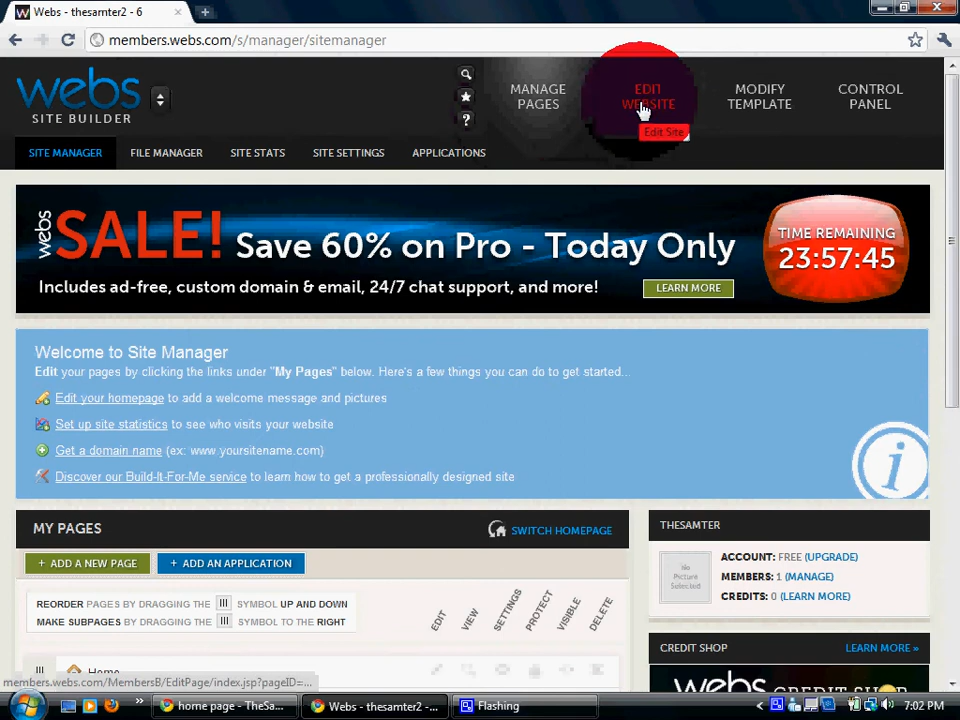 Webs - thesamter2 - 6
members.webs.com/s/manager/sitemanager
webs
SITE BUILDER
?
MANAGE PAGES
EDIT WEBSITE
MODIFY TEMPLATE
CONTROL PANEL
Edit Site
SITE MANAGER FILE MANAGER SITE STATS SITE SETTINGS APPLICATIONS
webs SALE! Save 60% on Pro - Today Only
TIME REMAINING
23:57:45
Includes ad-free, custom domain & email, 24/7 chat support, and more! LEARN MORE
Welcome to Site Manager
Edit your pages by clicking the links under "My Pages" below. Here's a few things you can do to get started...
Edit your homepage to add a welcome message and pictures
Set up site statistics to see who visits your website
Get a domain name (ex: www.yoursitename.com)
Discover our Build-It-For-Me service to learn how to get a professionally designed site
MY PAGES
SWITCH HOMEPAGE
+ ADD A NEW PAGE + ADD AN APPLICATION
REORDER PAGES BY DRAGGING THE SYMBOL UP AND DOWN
MAKE SUBPAGES BY DRAGGING THE SYMBOL TO THE RIGHT
EDIT VIEW SETTINGS PROTECT VISIBLE DELETE
Home
THESAMTER
No Picture Selected
ACCOUNT: FREE (UPGRADE)
MEMBERS: 1 (MANAGE)
CREDITS: 0 (LEARN MORE)
CREDIT SHOP LEARN MORE »
webs CREDIT SHOP
members.webs.com/MembersB/EditPage/index.jsp?pageID=...
home page - TheSa... Webs - thesamter2 -... Flashing 7:02 PM